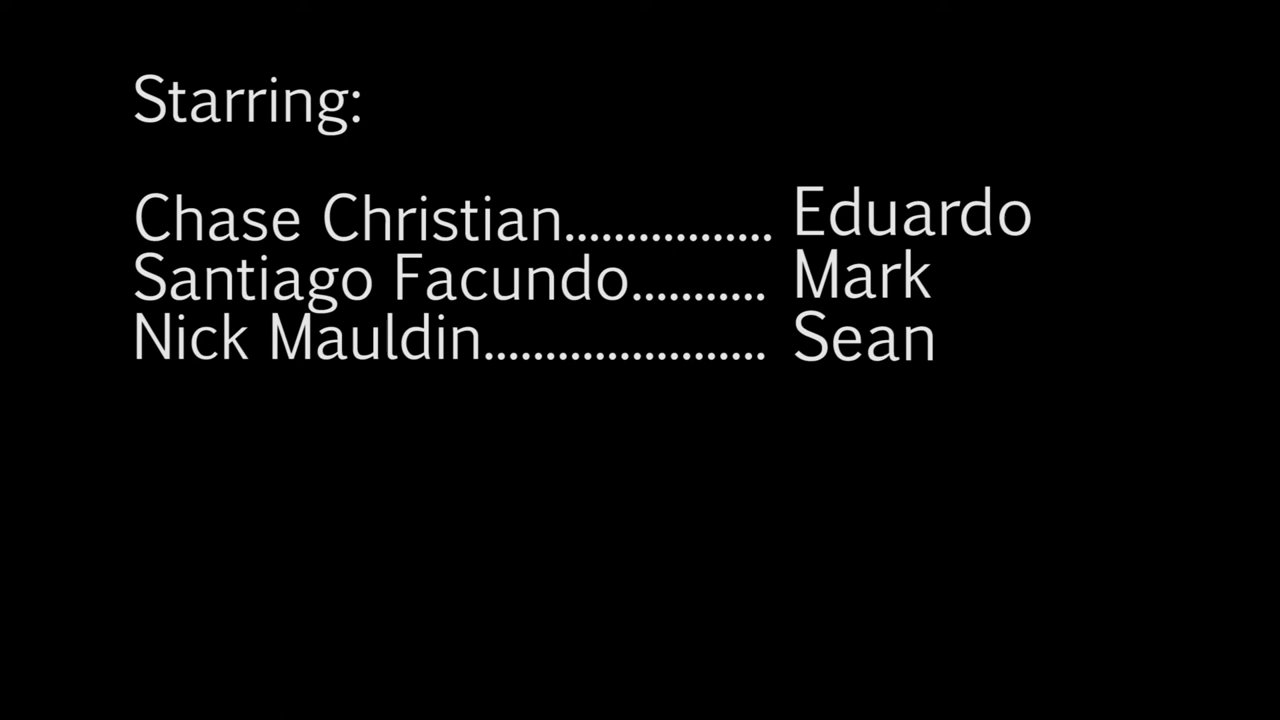 Starring:
Chase Christian................. Eduardo
Santiago Facundo........... Mark
Nick Mauldin....................... Sean